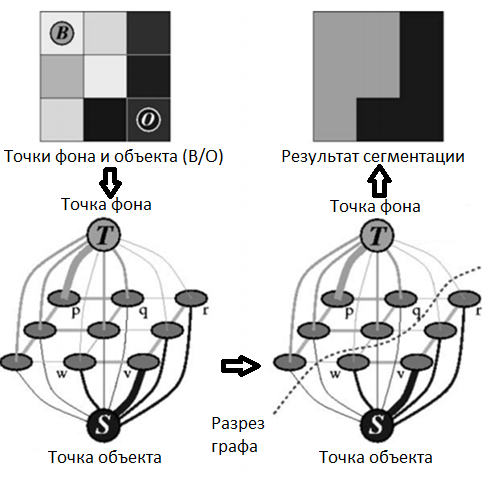 B
O
Точки фона и объекта (B/O)
Результат сегментации
Точка фона
Точка фона
T
T
p
q
r
p
q
r
w
v
w
v
S
S
Разрез
графа
Точка объекта
Точка объекта